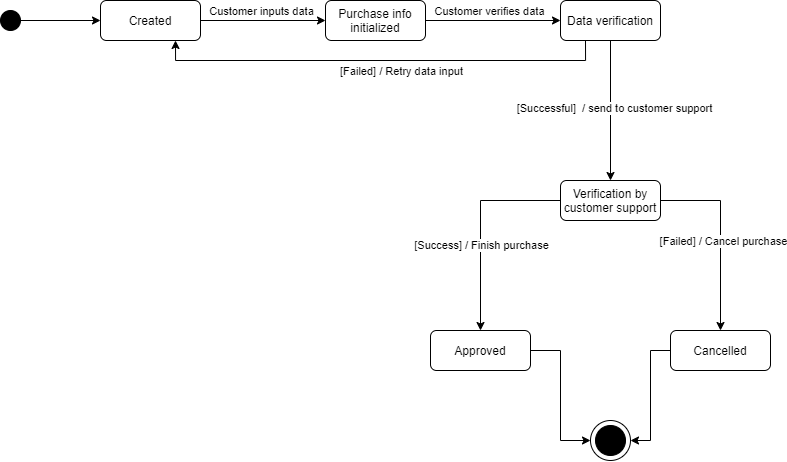 Created
Customer inputs data
Purchase info
initialized
Customer verifies data
Data verification
[Failed] / Retry data input
[Successful]  / send to customer support
Verification by
customer support
[Success] / Finish purchase
[Failed] / Cancel purchase
Approved
Cancelled